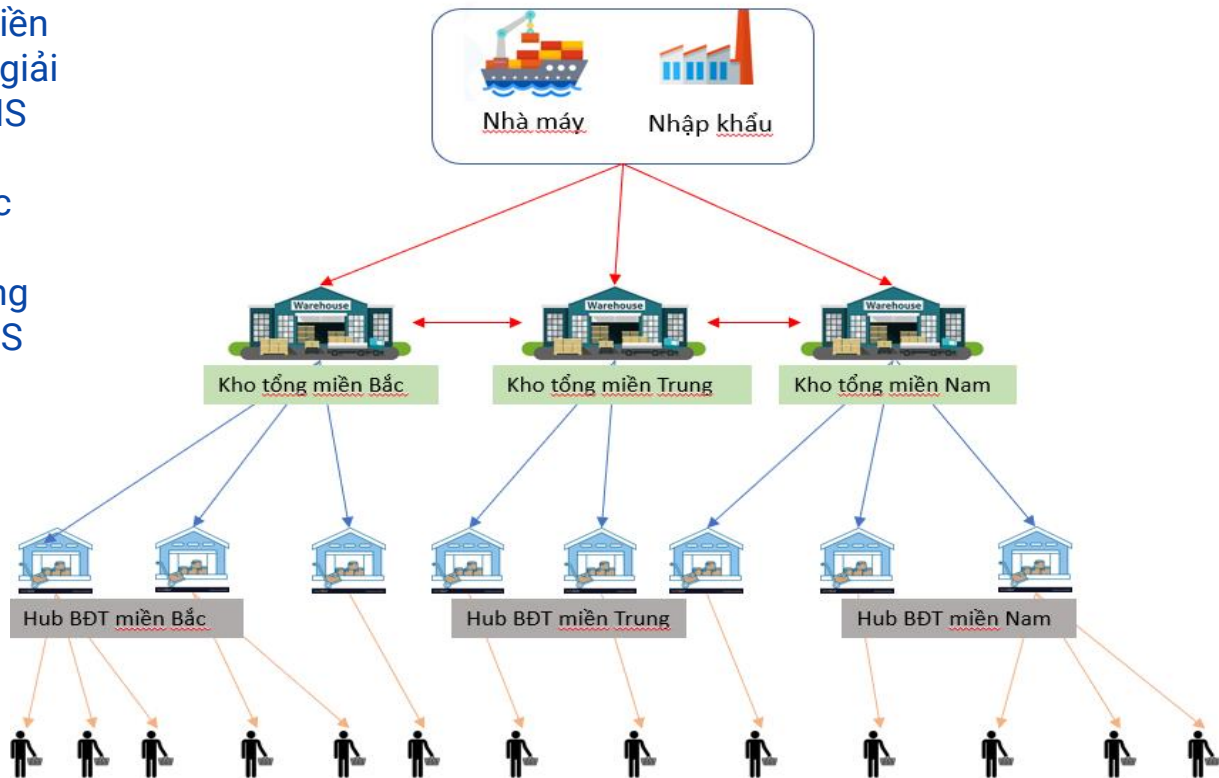 iền
giải
IS
c
ng
S
Nhà máy
Nhập khẩu
Warehouse
Warehouse
Warehouse
Kho tổng miền Bắc
Kho tổng miền Trung
Kho tổng miền Nam
Hub BĐT miền Bắc
Hub BĐT miền Trung
Hub BĐT miền Nam